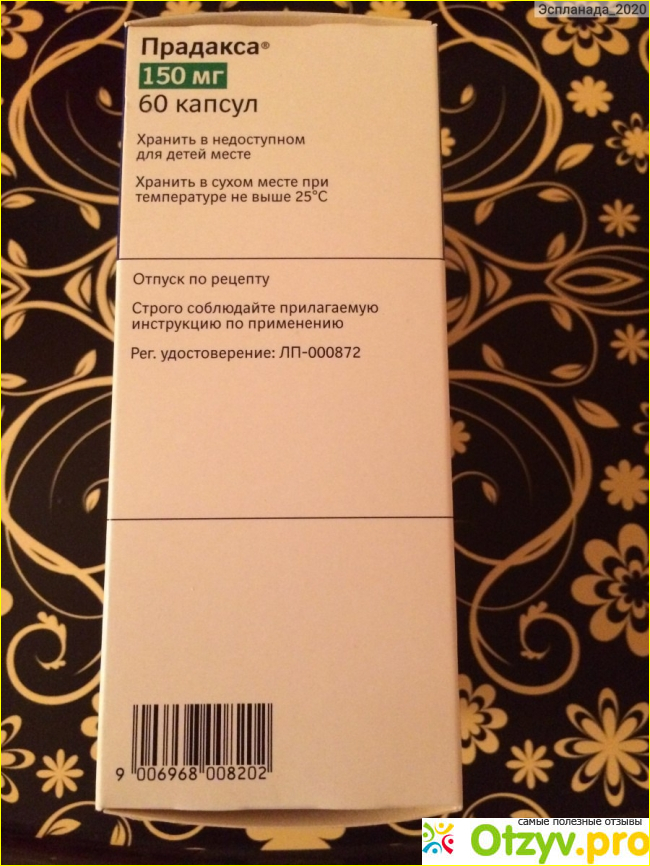 Эспланада_2020
Прадакса®
150 мг
60 капсул
Хранить в недоступном
для детей месте
Хранить в сухом месте при
температуре не выше 25°C
Отпуск по рецепту
Строго соблюдайте прилагаемую
инструкцию по применению
Рег. удостоверение: ЛП-000872
9 006968 008202
самые полезные отзывы
Otzyv.pro